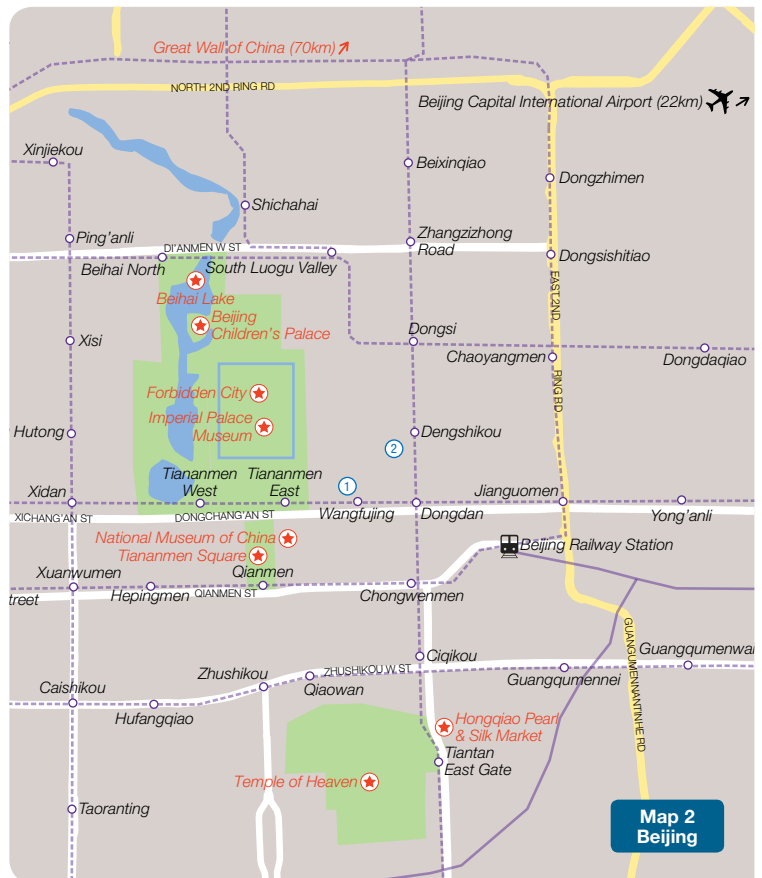 Great Wall of China (70km)
NORTH 2ND RING RD
Beijing Capital International Airport (22km)
Xinjiekou
Beixinqiao
Dongzhimen
Shichahai
Ping'anli
Zhangzizhong
Road
DI'ANMEN W ST
Dongsishitiao
Beihai North
South Luogu Valley
EAST 2ND
RING RD
Beihai Lake
Beijing
Children's Palace
Dongsi
Xisi
Chaoyangmen
Dongdaqiao
Forbidden City
Imperial Palace
Museum
Hutong
Dengshikou
2
Tiananmen
West
Tiananmen
East
1
Xidan
Jianguomen
XICHANG'AN ST
DONGCHANG'AN ST
Wangfujing
Dongdan
Yong'anli
National Museum of China
Tiananmen Square
Beijing Railway Station
Xuanwumen
Qianmen
treet
Hepingmen
QIANMEN ST
Chongwenmen
GUANGUMENNANTINHE RD
Ciqikou
Guangqumenwai
Zhushikou
ZHUSHIKOU W ST
Qiaowan
Guangqumennei
Caishikou
Hufangqiao
Hongqiao Pearl
& Silk Market
Tiantan
East Gate
Temple of Heaven
Taoranting
Map 2
Beijing